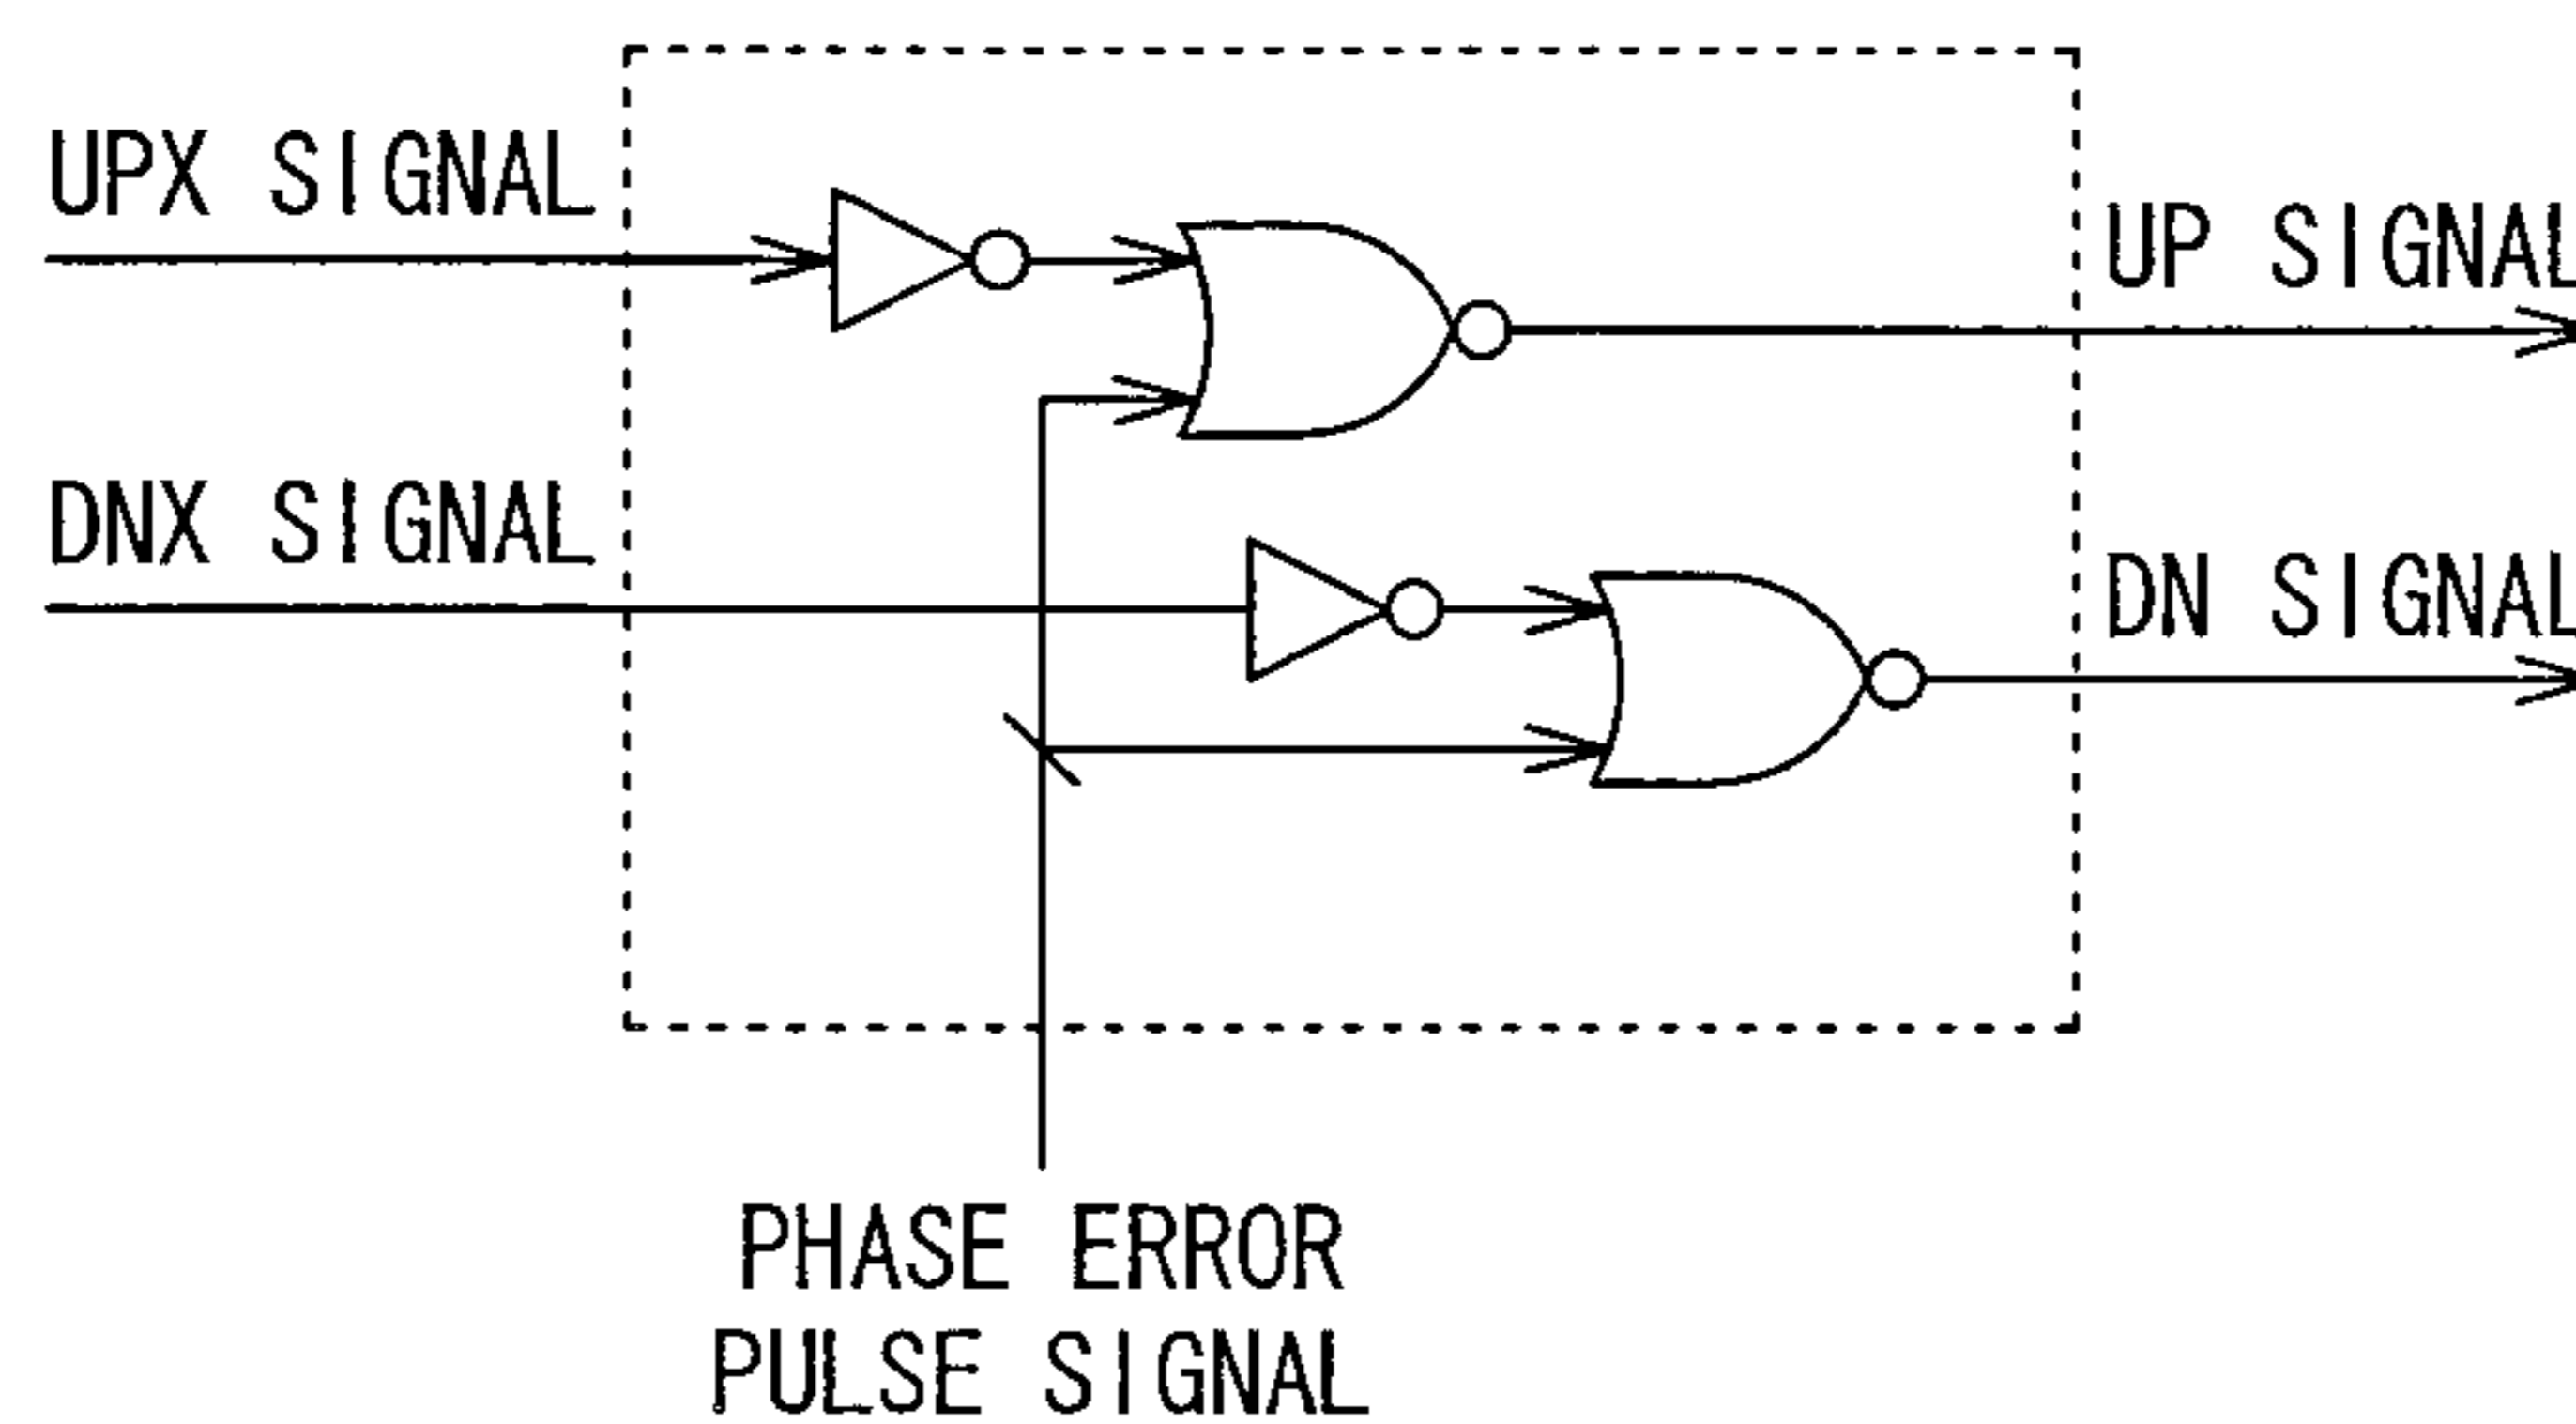 UPX SIGNAL
UP SIGNAL
DNX SIGNAL
DN SIGNAL
PHASE ERROR
PULSE SIGNAL